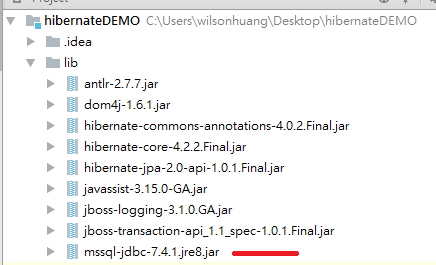 hibernateDEMO C:\Users\wilsonhuang\Desktop\hibernateDEMO
.idea
lib
antlr-2.7.7.jar
dom4j-1.6.1.jar
hibernate-commons-annotations-4.0.2.Final.jar
hibernate-core-4.2.2.Final.jar
hibernate-jpa-2.0-api-1.0.1.Final.jar
javassist-3.15.0-GA.jar
jboss-logging-3.1.0.GA.jar
jboss-transaction-api_1.1_spec-1.0.1.Final.jar
mssql-jdbc-7.4.1.jre8.jar